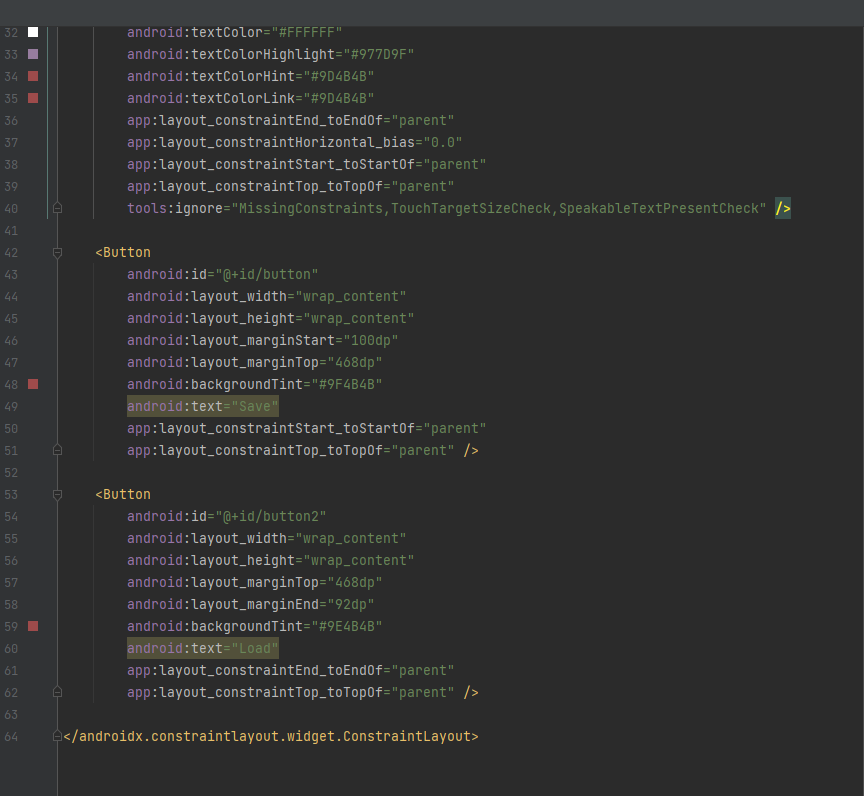 32 android:textColor="#FFFFFF"
33 android:textColorHighlight="#977D9F"
34 android:textColorHint="#9D4B4B"
35 android:textColorLink="#9D4B4B"
36 app:layout_constraintEnd_toEndOf="parent"
37 app:layout_constraintHorizontal_bias="0.0"
38 app:layout_constraintStart_toStartOf="parent"
39 app:layout_constraintTop_toTopOf="parent"
40 tools:ignore="MissingConstraints,TouchTargetSizeCheck,SpeakableTextPresentCheck" />
41
42 <Button
43 android:id="@+id/button"
44 android:layout_width="wrap_content"
45 android:layout_height="wrap_content"
46 android:layout_marginStart="100dp"
47 android:layout_marginTop="468dp"
48 android:backgroundTint="#9F4B4B"
49 android:text="Save"
50 app:layout_constraintStart_toStartOf="parent"
51 app:layout_constraintTop_toTopOf="parent" />
52
53 <Button
54 android:id="@+id/button2"
55 android:layout_width="wrap_content"
56 android:layout_height="wrap_content"
57 android:layout_marginTop="468dp"
58 android:layout_marginEnd="92dp"
59 android:backgroundTint="#9E4B4B"
60 android:text="Load"
61 app:layout_constraintEnd_toEndOf="parent"
62 app:layout_constraintTop_toTopOf="parent" />
63
64 </androidx.constraintlayout.widget.ConstraintLayout>